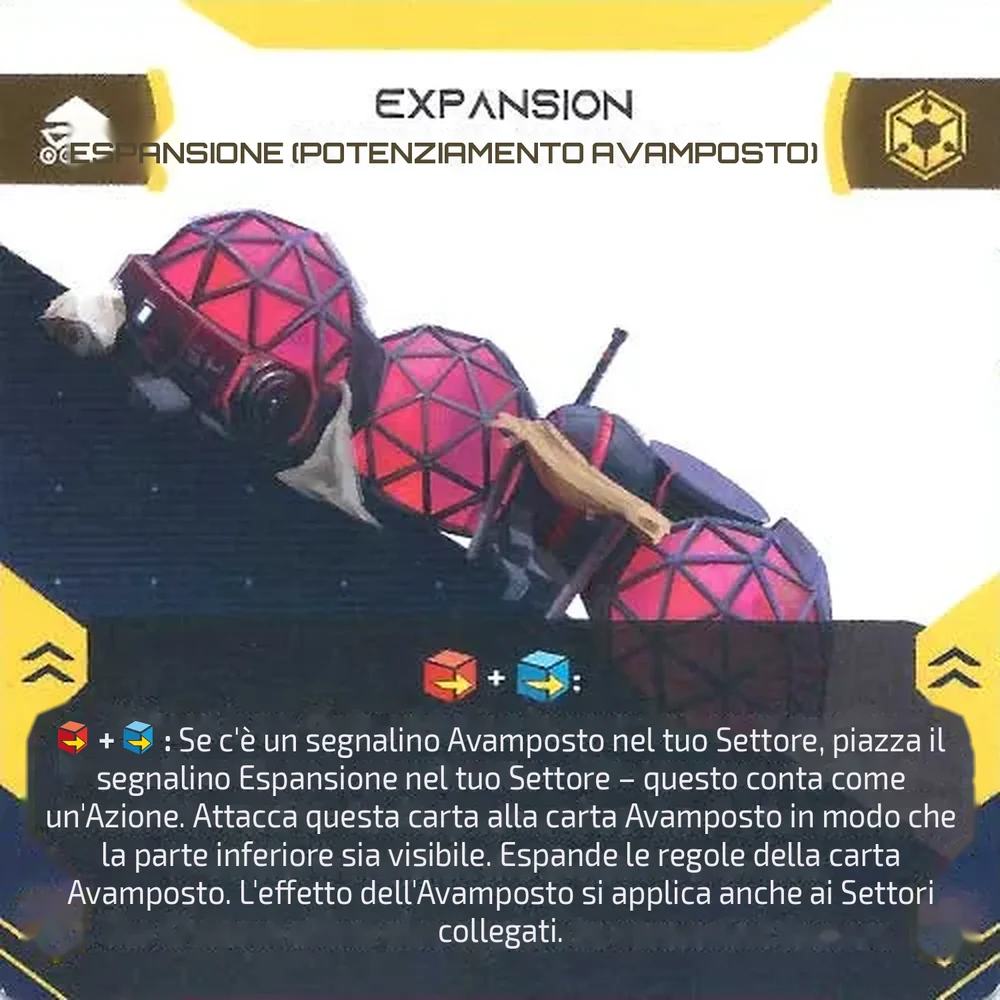 EXPANSION
ESPANSIONE (POTENZIAMENTO AVAMPOSTO)
+ :
+ : Se c'è un segnalino Avamposto nel tuo Settore, piazza il
segnalino Espansione nel tuo Settore – questo conta come
un'Azione. Attacca questa carta alla carta Avamposto in modo che
la parte inferiore sia visibile. Espande le regole della carta
Avamposto. L'effetto dell'Avamposto si applica anche ai Settori
collegati.